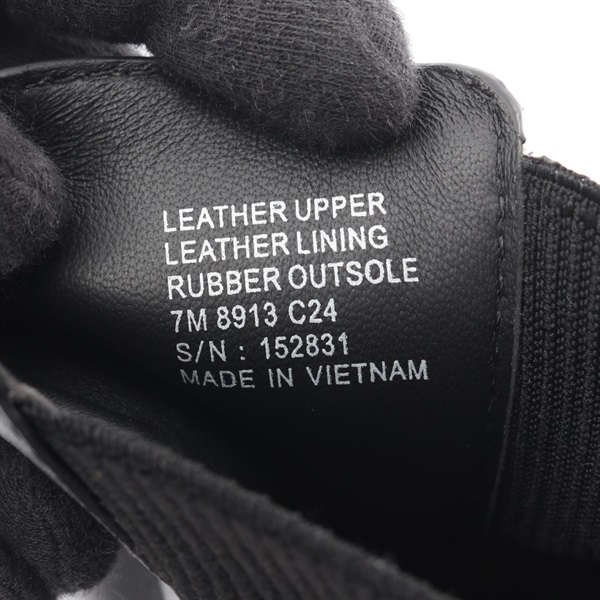 LEATHER UPPER
LEATHER LINING
RUBBER OUTSOLE
7M 8913 C24
S/N : 152831
MADE IN VIETNAM